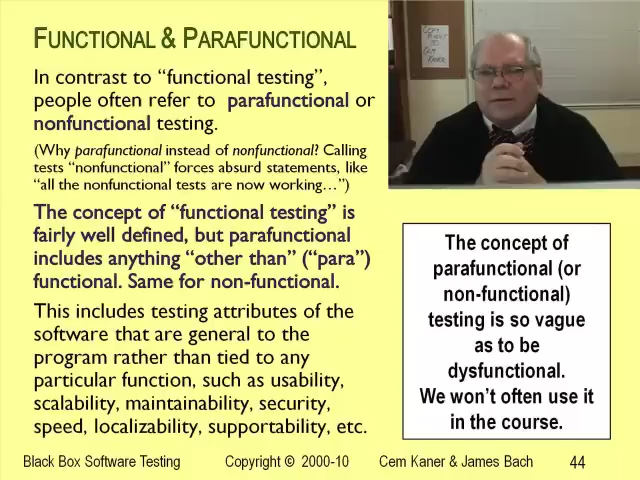 FUNCTIONAL & PARAFUNCTIONAL
In contrast to “functional testing”,
people often refer to parafunctional or
nonfunctional testing.
(Why parafunctional instead of nonfunctional? Calling
tests “nonfunctional” forces absurd statements, like
“all the nonfunctional tests are now working…”)
The concept of “functional testing” is
fairly well defined, but parafunctional
includes anything “other than” (“para”)
functional. Same for non-functional.
This includes testing attributes of the
software that are general to the
program rather than tied to any
particular function, such as usability,
scalability, maintainability, security,
speed, localizability, supportability, etc.
The concept of
parafunctional (or
non-functional)
testing is so vague
as to be
dysfunctional.
We won’t often use it
in the course.
Black Box Software Testing Copyright © 2000-10 Cem Kaner & James Bach 44